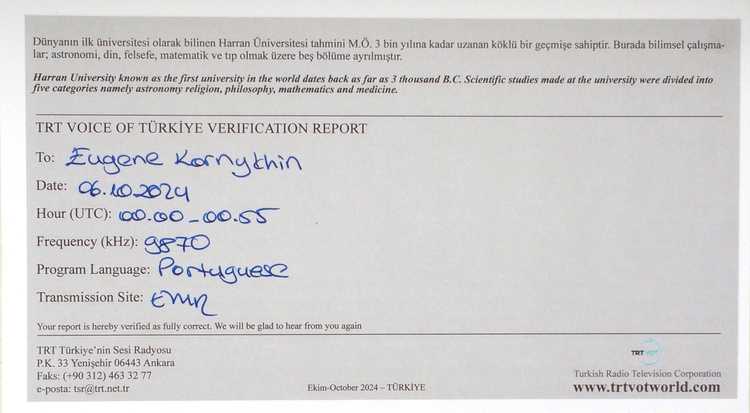 Dünyanın ilk üniversitesi olarak bilinen Harran Üniversitesi tahmini M.Ö. 3 bin yılına kadar uzanan köklü bir geçmişe sahiptir. Burada bilimsel çalışma-
lar; astronomi, din, felsefe, matematik ve tıp olmak üzere beş bölüme ayrılmıştır.
Harran University known as the first university in the world dates back as far as 3 thousand B.C. Scientific studies made at the university were divided into
five categories namely astronomy religion, philosophy, mathematics and medicine.
TRT VOICE OF TÜRKİYE VERIFICATION REPORT
To: Eugene Kornykhin
Date: 06.10.2024
Hour (UTC): 00.00-00.55
Frequency (kHz): 9870
Program Language: Portuguese
Transmission Site: EMR
Your report is hereby verified as fully correct. We will be glad to hear from you again
TRT Türkiye'nin Sesi Radyosu
P.K. 33 Yenişehir 06443 Ankara
Faks: (+90 312) 463 32 77
e-posta: tsr@trt.net.tr
Ekim-October 2024 – TÜRKİYE
TRT VOT
Turkish Radio Television Corporation
www.trtvotworld.com